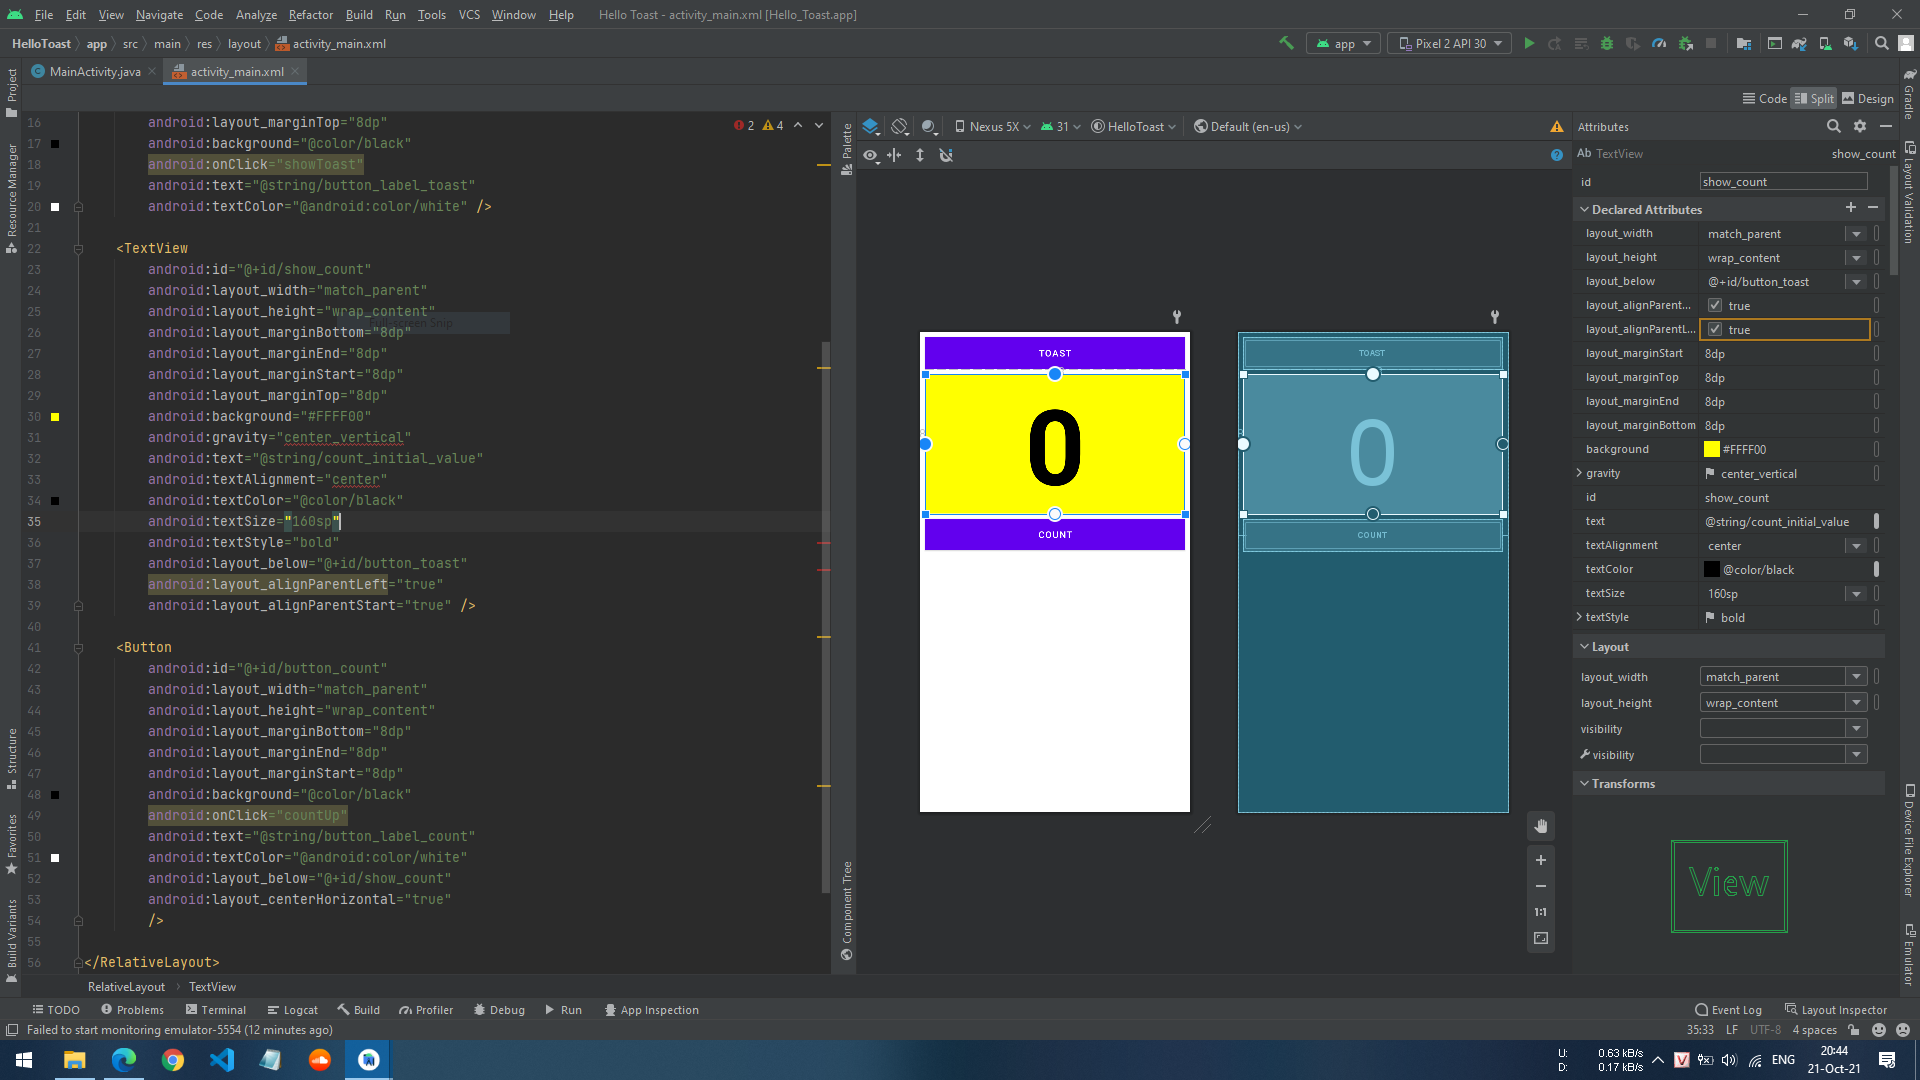 File Edit View Navigate Code Analyze Refactor Build Run Tools VCS Window Help Hello Toast - activity_main.xml [Hello_Toast.app]
HelloToast app src main res layout activity_main.xml
app Pixel 2 API 30
MainActivity.java activity_main.xml
Code Split Design
Project
Resource Manager
Structure
Favorites
Build Variants
2 4
16 android:layout_marginTop="8dp"
17 android:background="@color/black"
18 android:onClick="showToast"
19 android:text="@string/button_label_toast"
20 android:textColor="@android:color/white" />
21
22 <TextView
23 android:id="@+id/show_count"
24 android:layout_width="match_parent"
25 android:layout_height="wrap_content"
26 android:layout_marginBottom="8dp"
Full-screen Snip
27 android:layout_marginEnd="8dp"
28 android:layout_marginStart="8dp"
29 android:layout_marginTop="8dp"
30 android:background="#FFFF00"
31 android:gravity="center_vertical"
32 android:text="@string/count_initial_value"
33 android:textAlignment="center"
34 android:textColor="@color/black"
35 android:textSize="160sp"
36 android:textStyle="bold"
37 android:layout_below="@+id/button_toast"
38 android:layout_alignParentLeft="true"
39 android:layout_alignParentStart="true" />
40
41 <Button
42 android:id="@+id/button_count"
43 android:layout_width="match_parent"
44 android:layout_height="wrap_content"
45 android:layout_marginBottom="8dp"
46 android:layout_marginEnd="8dp"
47 android:layout_marginStart="8dp"
48 android:background="@color/black"
49 android:onClick="countUp"
50 android:text="@string/button_label_count"
51 android:textColor="@android:color/white"
52 android:layout_below="@+id/show_count"
53 android:layout_centerHorizontal="true"
54 />
55
56 </RelativeLayout>
RelativeLayout TextView
Palette
Component Tree
Nexus 5X 31 HelloToast Default (en-us)
TOAST
0
COUNT
TOAST
0
COUNT
1:1
Attributes
Ab TextView show_count
id show_count
Declared Attributes
layout_width match_parent
layout_height wrap_content
layout_below @+id/button_toast
layout_alignParent... true
layout_alignParentL... true
layout_marginStart 8dp
layout_marginTop 8dp
layout_marginEnd 8dp
layout_marginBottom 8dp
background #FFFF00
gravity center_vertical
id show_count
text @string/count_initial_value
textAlignment center
textColor @color/black
textSize 160sp
textStyle bold
Layout
layout_width match_parent
layout_height wrap_content
visibility
visibility
Transforms
View
Gradle
Layout Validation
Device File Explorer
Emulator
TODO Problems Terminal Logcat Build Profiler Debug Run App Inspection Event Log Layout Inspector
Failed to start monitoring emulator-5554 (12 minutes ago) 35:33 LF UTF-8 4 spaces
U: 0.63 kB/s
D: 0.17 kB/s
ENG
20:44
21-Oct-21